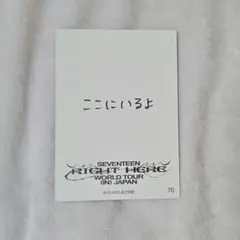 ここにいるよ
SEVENTEEN
RIGHT HERE
WORLD TOUR
(IN) JAPAN
70